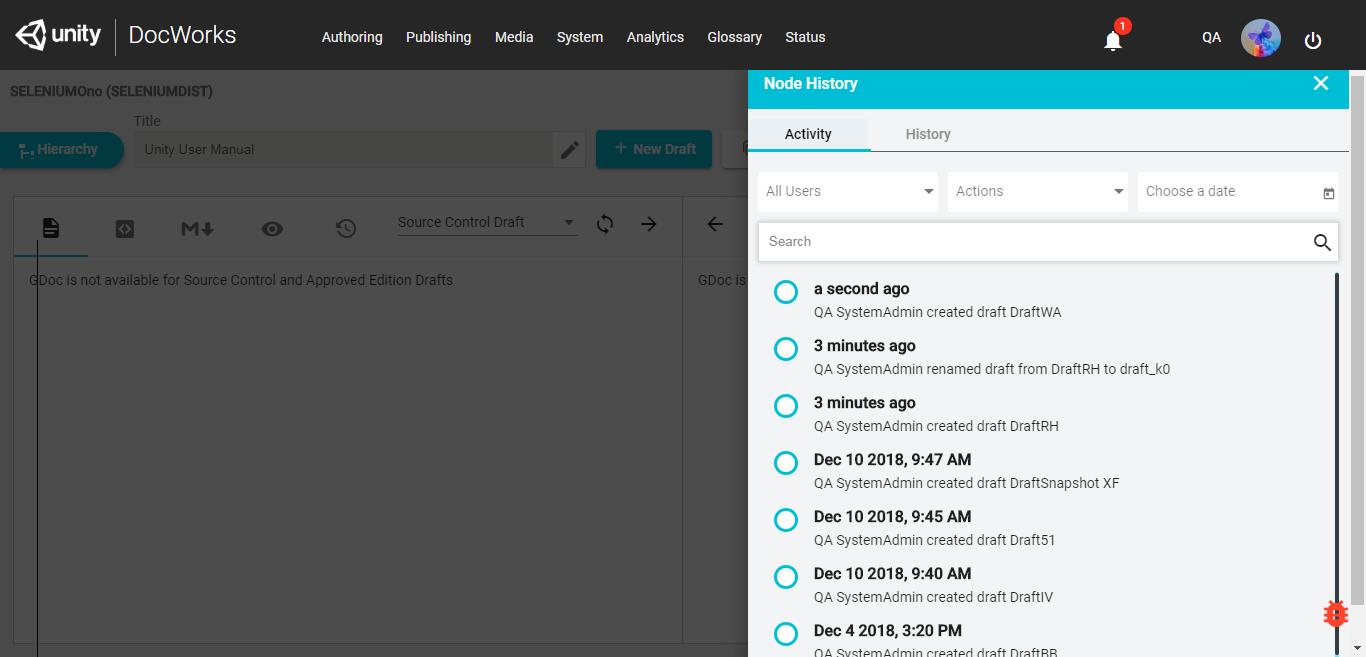 unity DocWorks Authoring Publishing Media System Analytics Glossary Status 1 QA
SELENIUMOno (SELENIUMDIST)
Title
Hierarchy
Unity User Manual
+ New Draft
M
Source Control Draft
GDoc is not available for Source Control and Approved Edition Drafts
GDoc is
Node History
Activity
History
All Users
Actions
Choose a date
Search
a second ago
QA SystemAdmin created draft DraftWA
3 minutes ago
QA SystemAdmin renamed draft from DraftRH to draft_k0
3 minutes ago
QA SystemAdmin created draft DraftRH
Dec 10 2018, 9:47 AM
QA SystemAdmin created draft DraftSnapshot XF
Dec 10 2018, 9:45 AM
QA SystemAdmin created draft Draft51
Dec 10 2018, 9:40 AM
QA SystemAdmin created draft DraftIV
Dec 4 2018, 3:20 PM
QA SystemAdmin created draft DraftBB